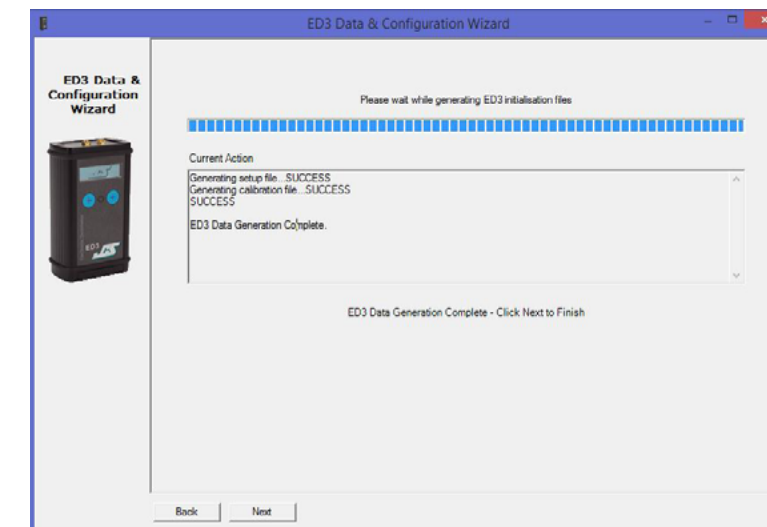 ED3 Data & Configuration Wizard
ED3 Data &
Configuration
Wizard
ED3
Please wait while generating ED3 initialisation files
Current Action
Generating setup file...SUCCESS
Generating calibration file...SUCCESS
SUCCESS
ED3 Data Generation Complete.
ED3 Data Generation Complete - Click Next to Finish
Back
Next